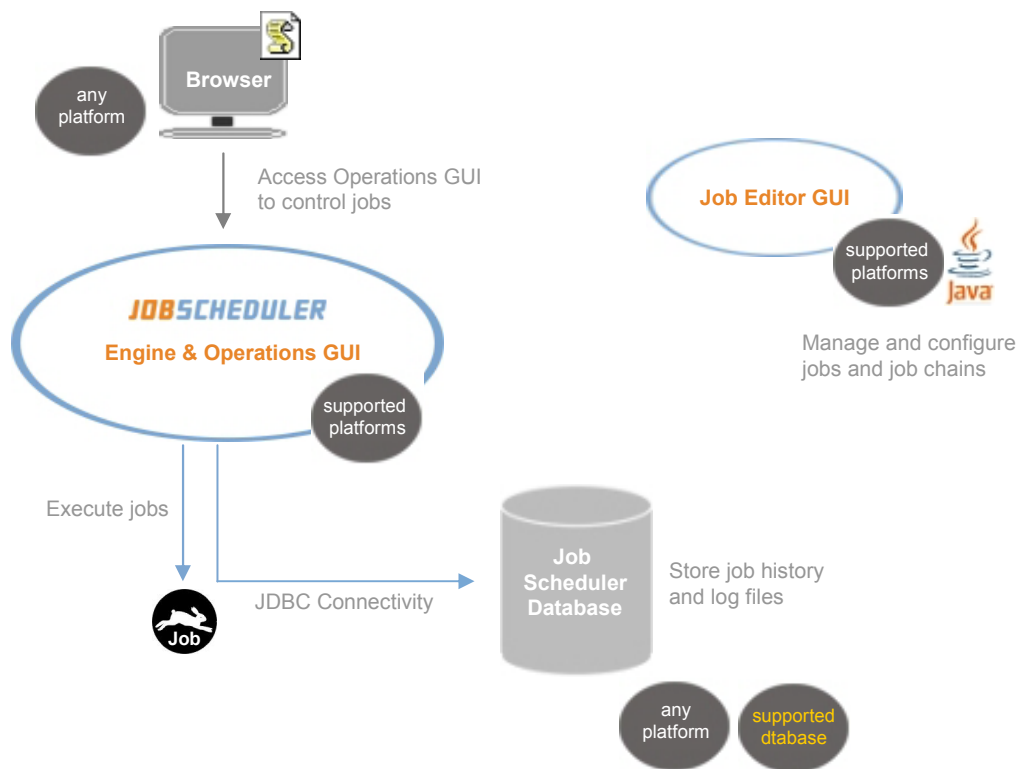 Browser
any
platform
Access Operations GUI
to control jobs
Job Editor GUI
supported
platforms
Java
Manage and configure
jobs and job chains
JOBSCHEDULER
Engine & Operations GUI
supported
platforms
Execute jobs
Job
JDBC Connectivity
Job
Scheduler
Database
Store job history
and log files
any
platform
supported
dtabase